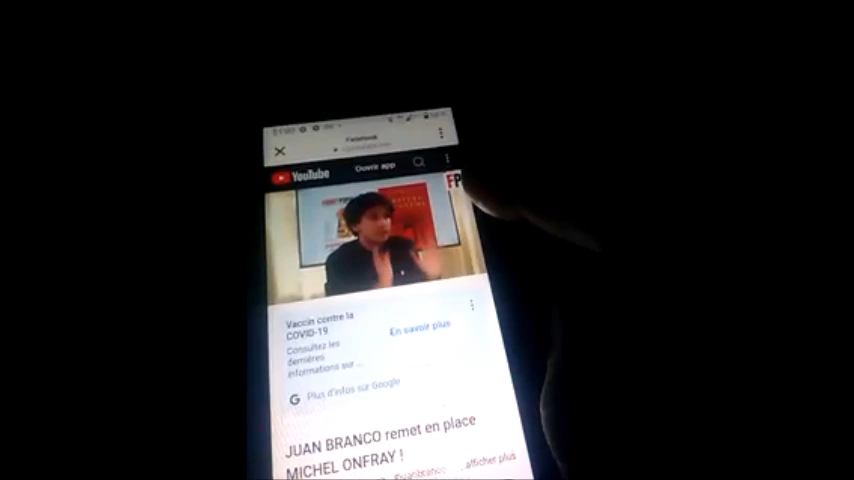 Facebook
YouTube
Ouvrir app
FP
Vaccin contre la
COVID-19
En savoir plus
Consultez les
dernières
informations sur ...
G Plus d'infos sur Google
JUAN BRANCO remet en place
MICHEL ONFRAY !
afficher plus